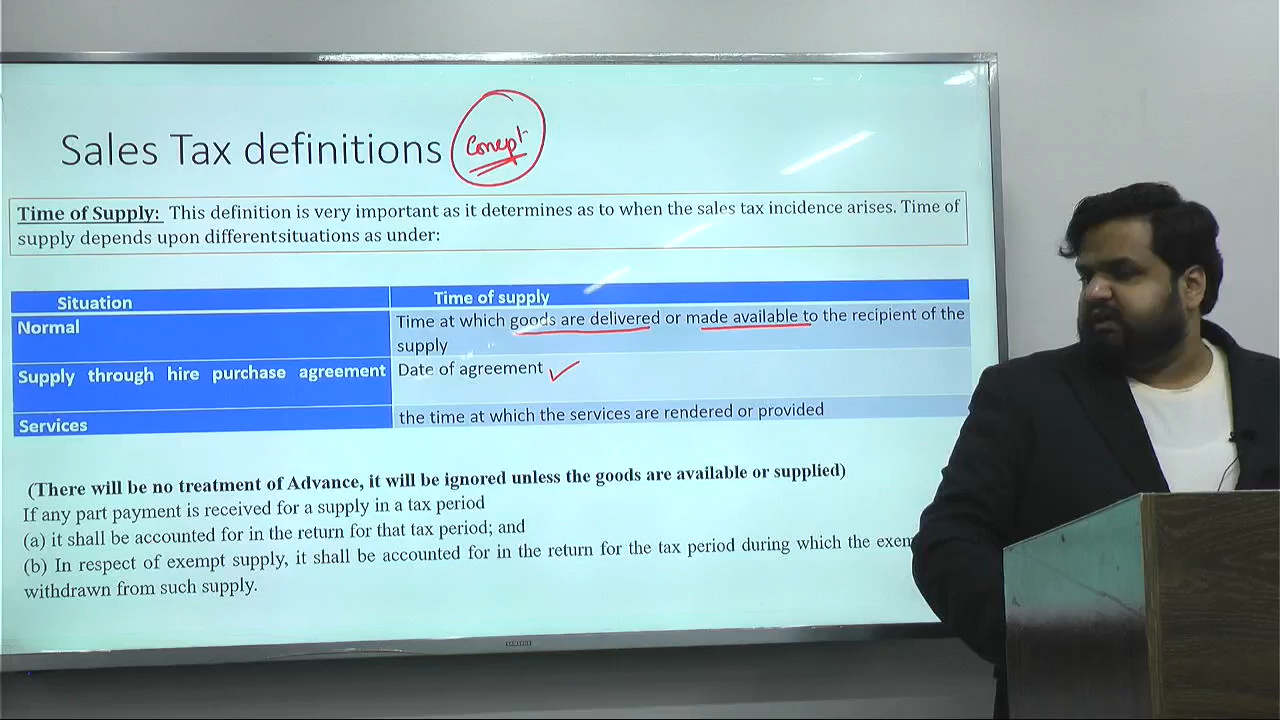 Sales Tax definitions
Concept
Time of Supply: This definition is very important as it determines as to when the sales tax incidence arises. Time of
supply depends upon differentsituations as under:
Situation
Time of supply
Normal
Time at which goods are delivered or made available to the recipient of the
supply
Supply through hire purchase agreement
Date of agreement
Services
the time at which the services are rendered or provided
(There will be no treatment of Advance, it will be ignored unless the goods are available or supplied)
If any part payment is received for a supply in a tax period
(a) it shall be accounted for in the return for that tax period; and
(b) In respect of exempt supply, it shall be accounted for in the return for the tax period during which the exem
withdrawn from such supply.
SAMSUNG